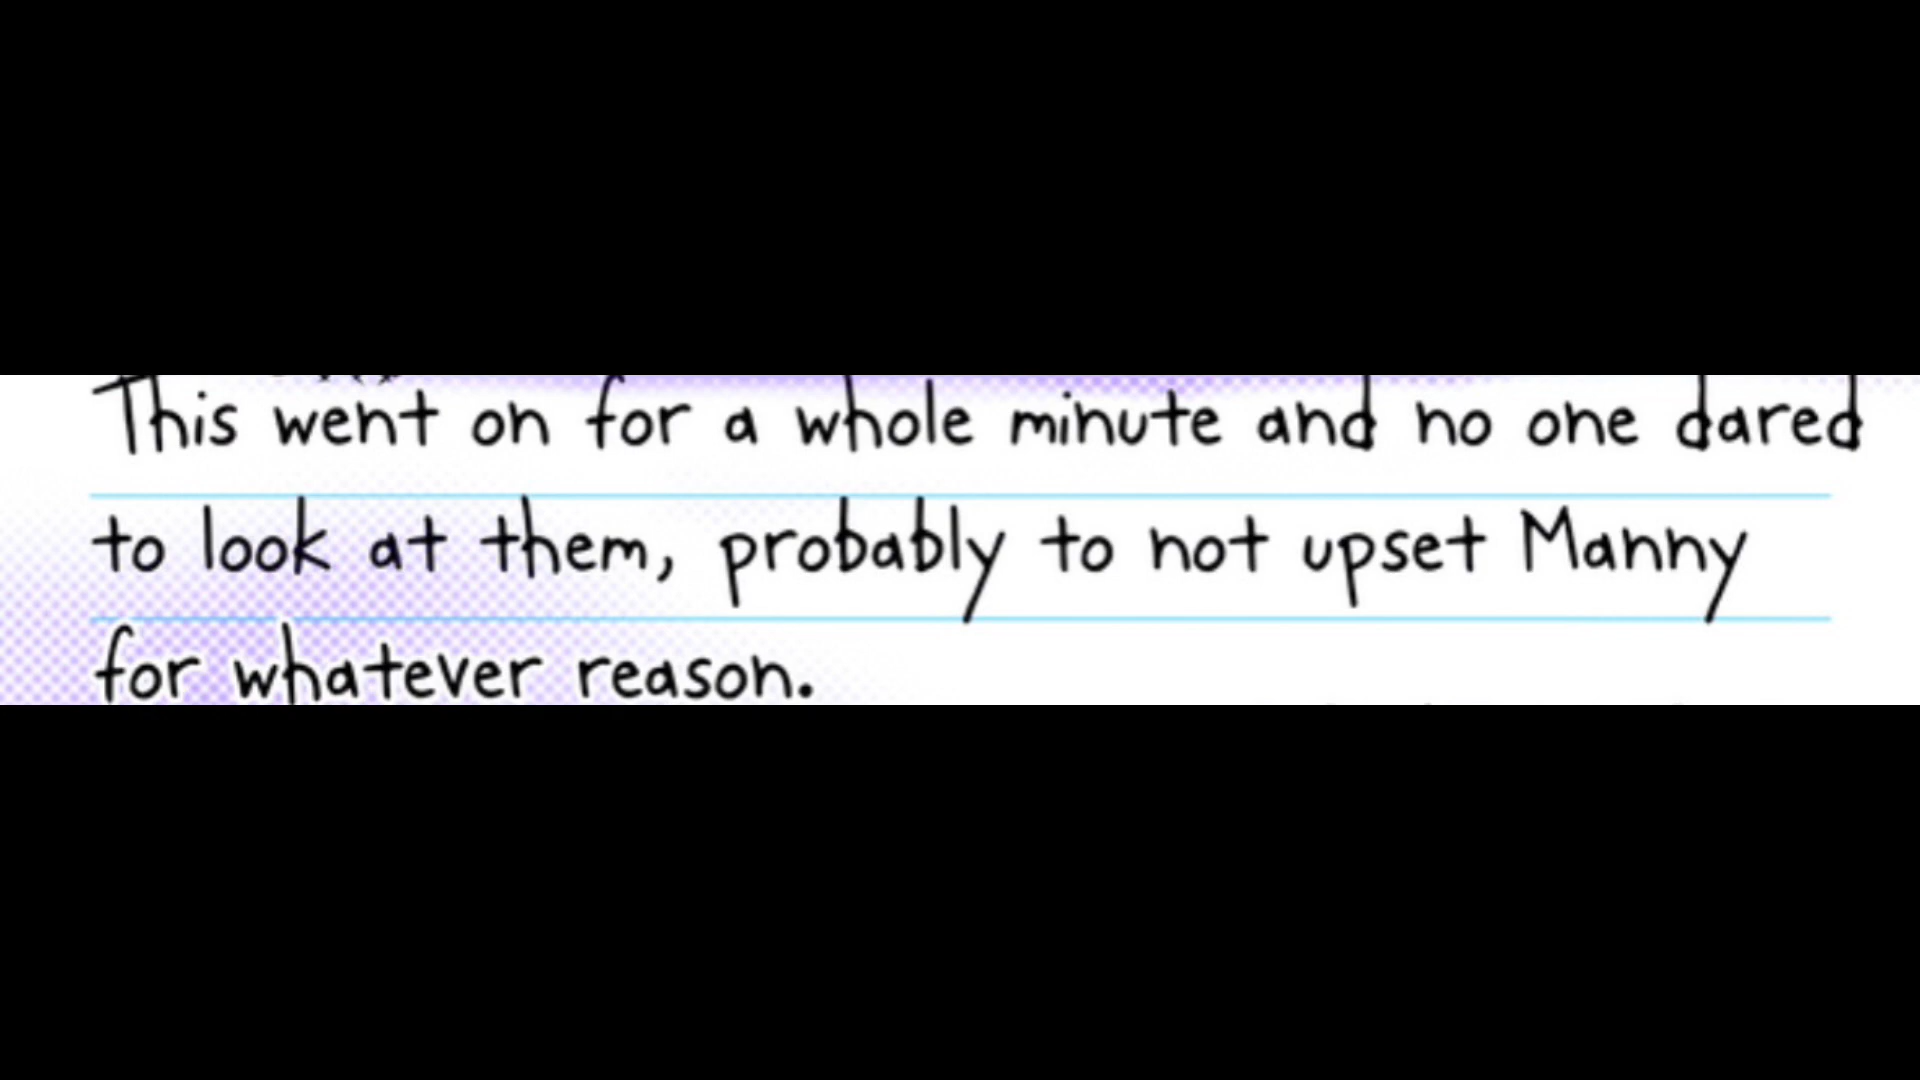 This went on for a whole minute and no one dared
to look at them, probably to not upset Manny
for whatever reason.